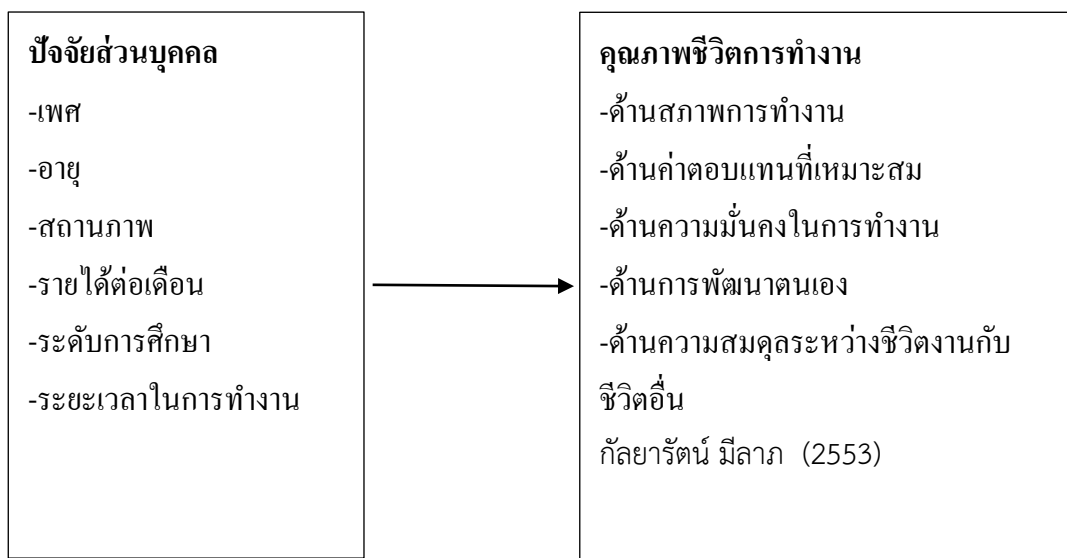 ปัจจัยส่วนบุคคล
-เพศ
-อายุ
-สถานภาพ
-รายได้ต่อเดือน
-ระดับการศึกษา
-ระยะเวลาในการทำงาน
คุณภาพชีวิตการทำงาน
-ด้านสภาพการทำงาน
-ด้านค่าตอบแทนที่เหมาะสม
-ด้านความมั่นคงในการทำงาน
-ด้านการพัฒนาตนเอง
-ด้านความสมดุลระหว่างชีวิตงานกับ
ชีวิตอื่น
กัลยารัตน์ มีลาภ (2553)